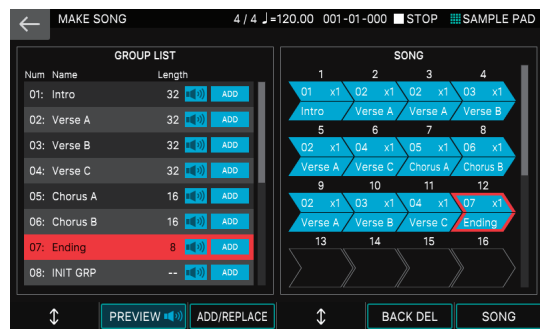 MAKE SONG 4 / 4 ♩=120.00 001-01-000 STOP SAMPLE PAD
GROUP LIST
Num Name Length
01: Intro 32 ADD
02: Verse A 32 ADD
03: Verse B 32 ADD
04: Verse C 32 ADD
05: Chorus A 16 ADD
06: Chorus B 16 ADD
07: Ending 8 ADD
08: INIT GRP -- ADD
SONG
1 2 3 4
01 x1 02 x1 02 x1 03 x1
Intro Verse A Verse A Verse B
5 6 7 8
02 x1 04 x1 05 x1 06 x1
Verse A Verse C Chorus A Chorus B
9 10 11 12
02 x1 03 x1 04 x1 07 x1
Verse A Verse B Verse C Ending
13 14 15 16
PREVIEW ADD/REPLACE BACK DEL SONG